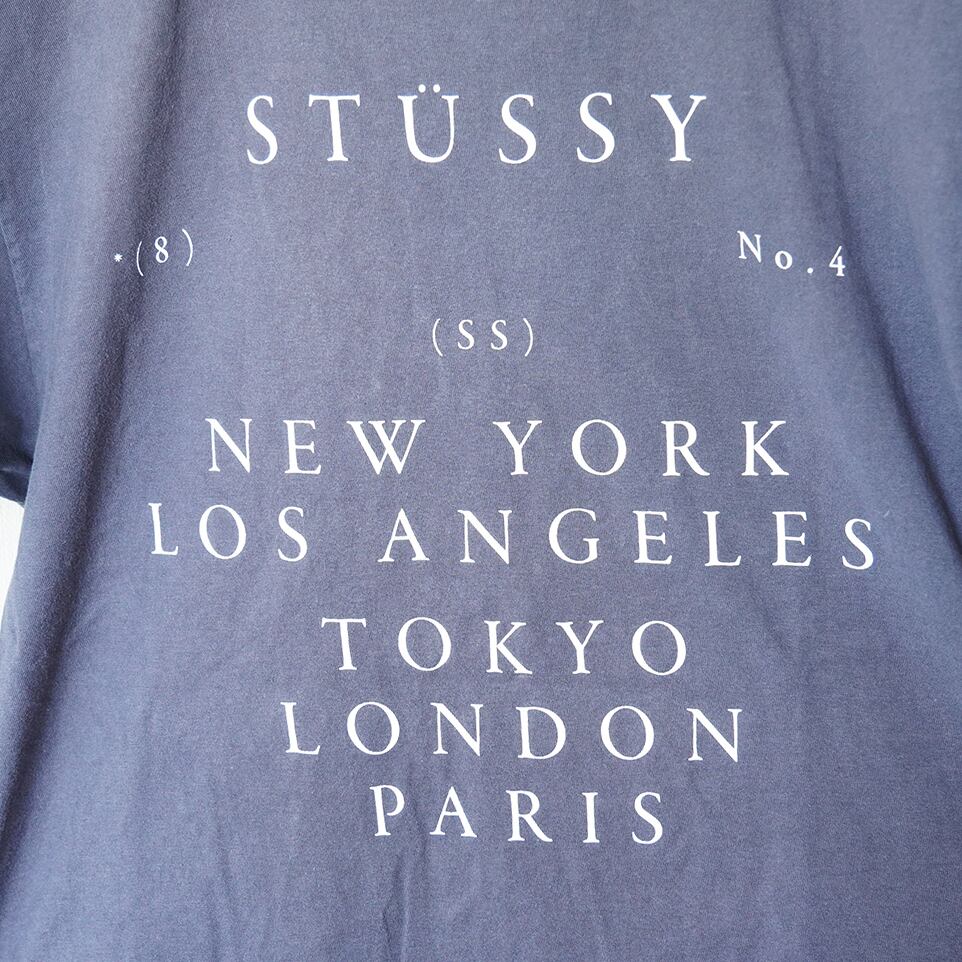 STÜSSY
*(8) No.4
(SS)
NEW YORK
LOS ANGELES
TOKYO
LONDON
PARIS